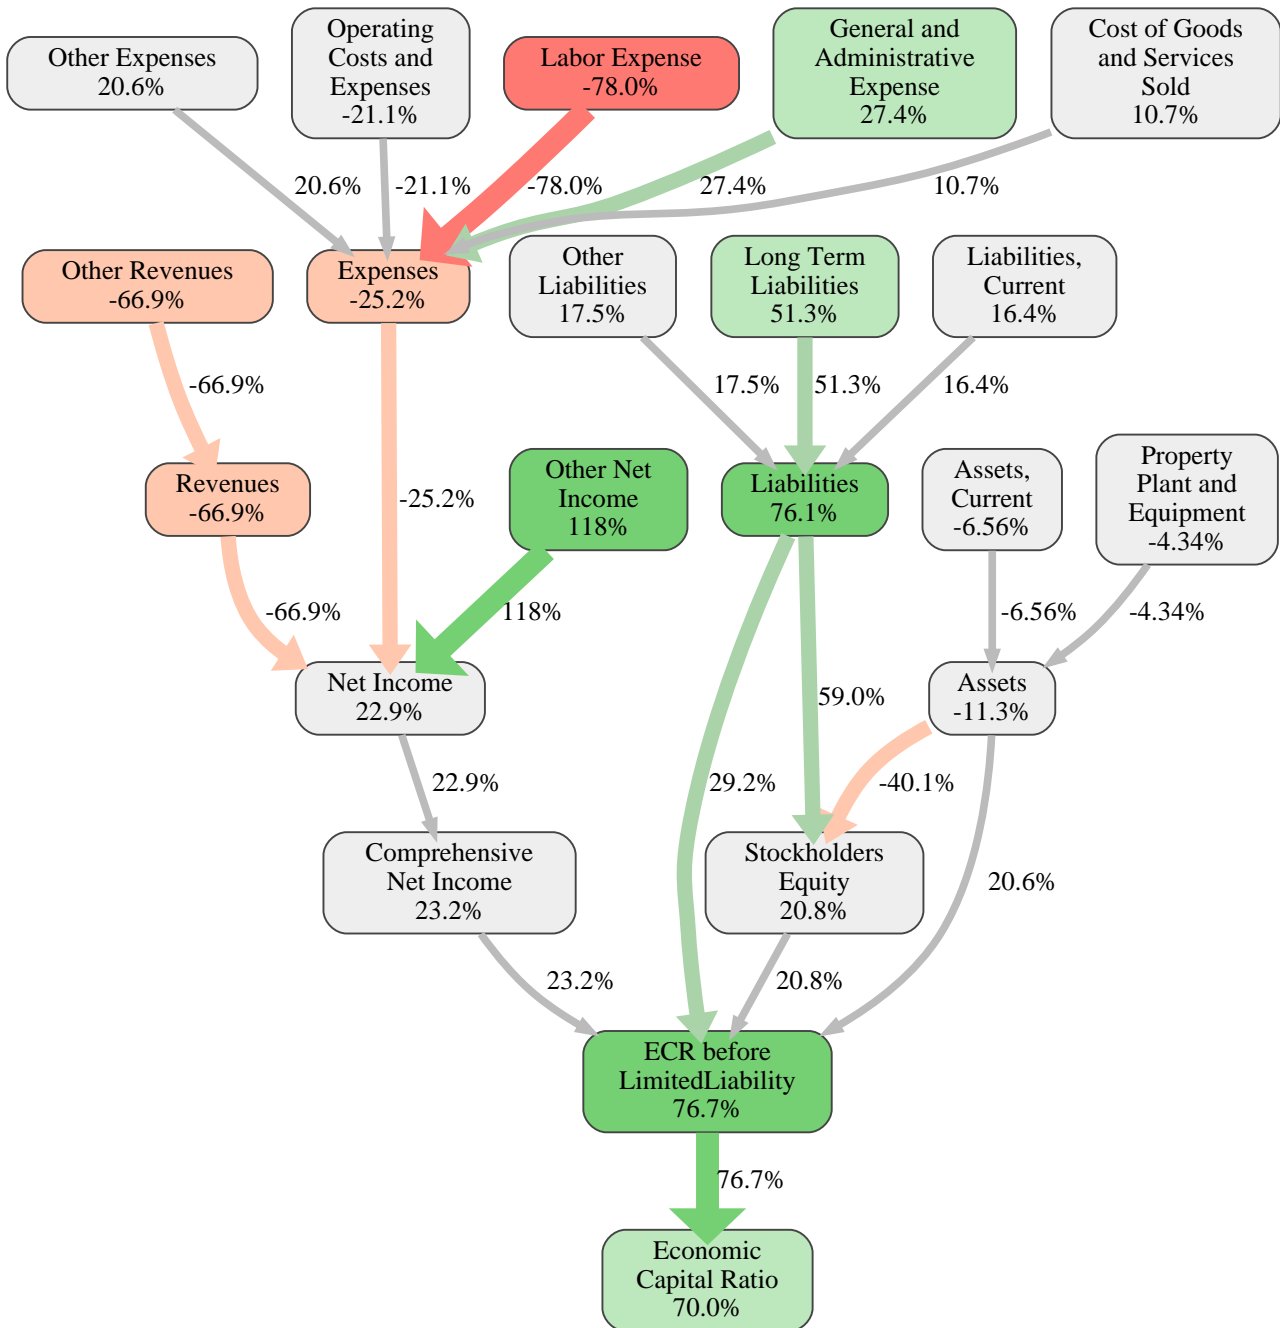 Other Expenses
20.6%
Operating
Costs and
Expenses
-21.1%
Labor Expense
-78.0%
General and
Administrative
Expense
27.4%
Cost of Goods
and Services
Sold
10.7%
20.6%
-21.1%
-78.0%
27.4%
10.7%
Other Revenues
-66.9%
Expenses
-25.2%
Other
Liabilities
17.5%
Long Term
Liabilities
51.3%
Liabilities,
Current
16.4%
-66.9%
17.5%
51.3%
16.4%
Revenues
-66.9%
-25.2%
Other Net
Income
118%
Liabilities
76.1%
Assets,
Current
-6.56%
Property
Plant and
Equipment
-4.34%
-66.9%
118%
-6.56%
-4.34%
Net Income
22.9%
59.0%
Assets
-11.3%
22.9%
29.2%
-40.1%
Comprehensive
Net Income
23.2%
Stockholders
Equity
20.8%
20.6%
23.2%
20.8%
ECR before
LimitedLiability
76.7%
76.7%
Economic
Capital Ratio
70.0%